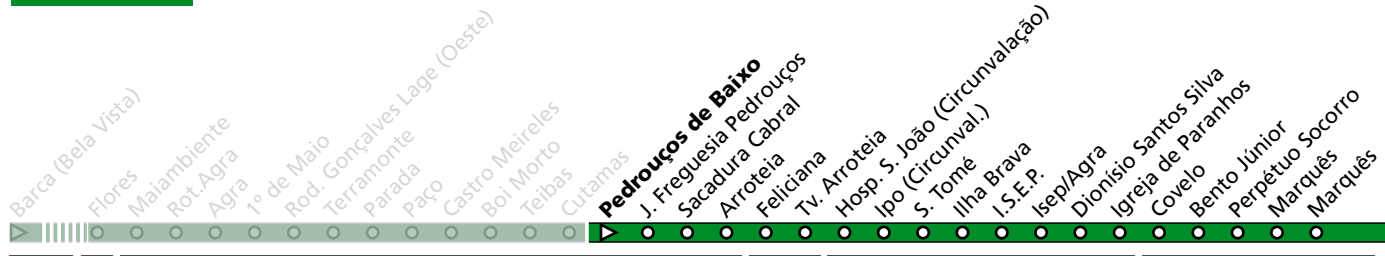 Barca (Bela Vista)
Flores
Maiambiente
Rot.Agra
Agra
1º de Maio
Rod. Gonçalves Lage (Oeste)
Terramonte
Parada
Paço
Castro Meireles
Boi Morto
Teibas
Cutamas
Pedrouços de Baixo
J. Freguesia Pedrouços
Sacadura Cabral
Arroteia
Feliciana
Tv. Arroteia
Hosp. S. João (Circunvalação)
Ipo (Circunval.)
S. Tomé
Ilha Brava
I.S.E.P.
Isep/Agra
Dionisio Santos Silva
Igreja de Paranhos
Covelo
Bento Júnior
Perpétuo Socorro
Marquês
Marquês